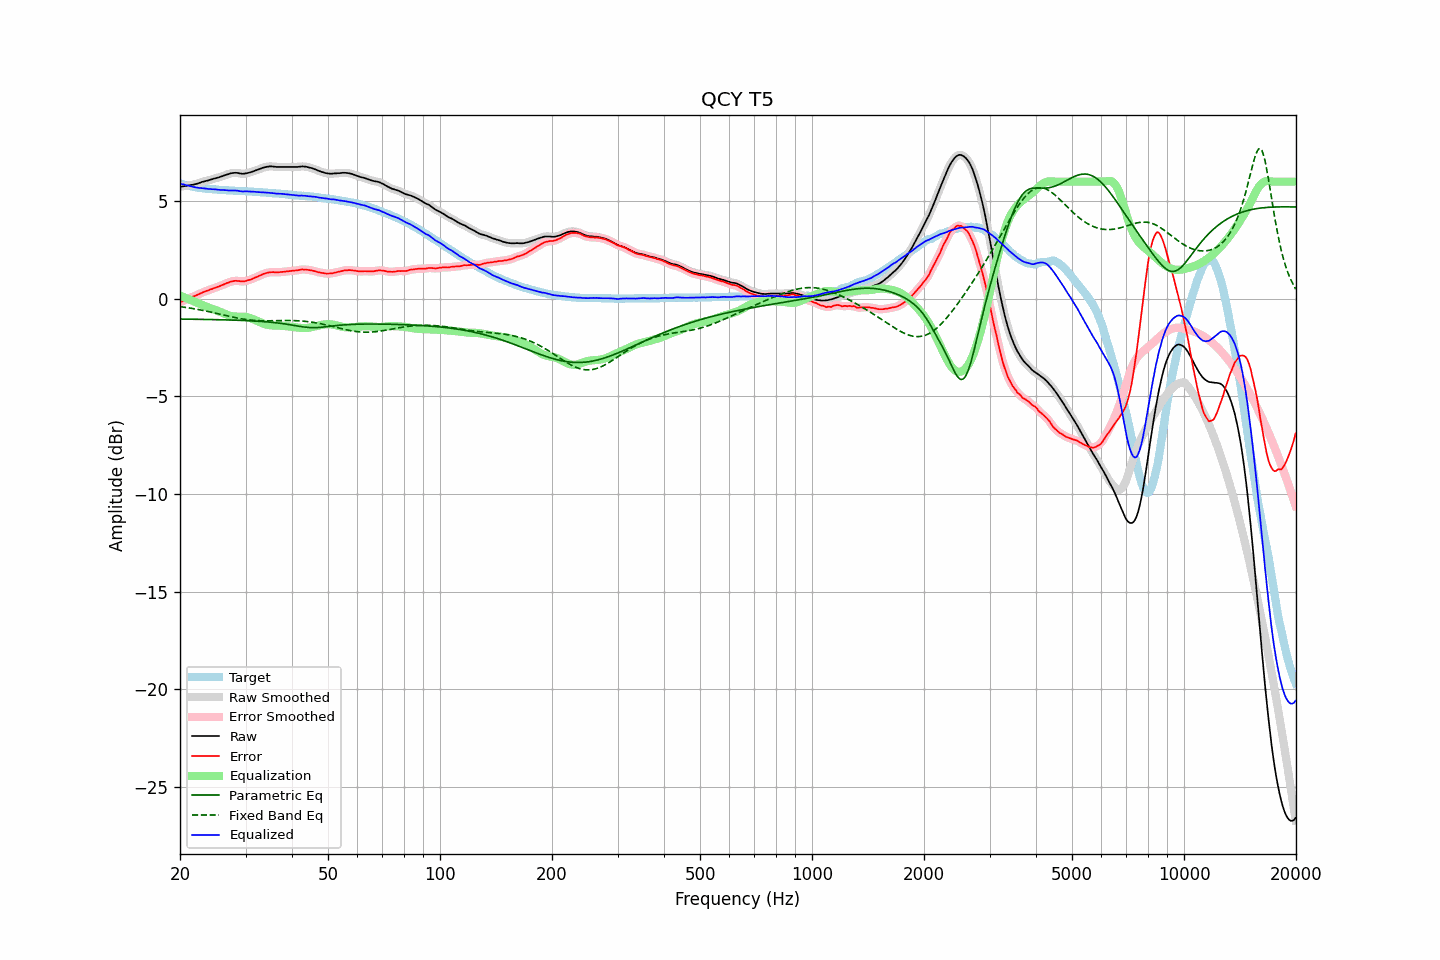 QCY T5
5
0
−5
−10
−15
−20
−25
Amplitude (dBr)
Target
Raw Smoothed
Error Smoothed
Raw
Error
Equalization
Parametric Eq
Fixed Band Eq
Equalized
20 50 100 200 500 1000 2000 5000 10000 20000
Frequency (Hz)